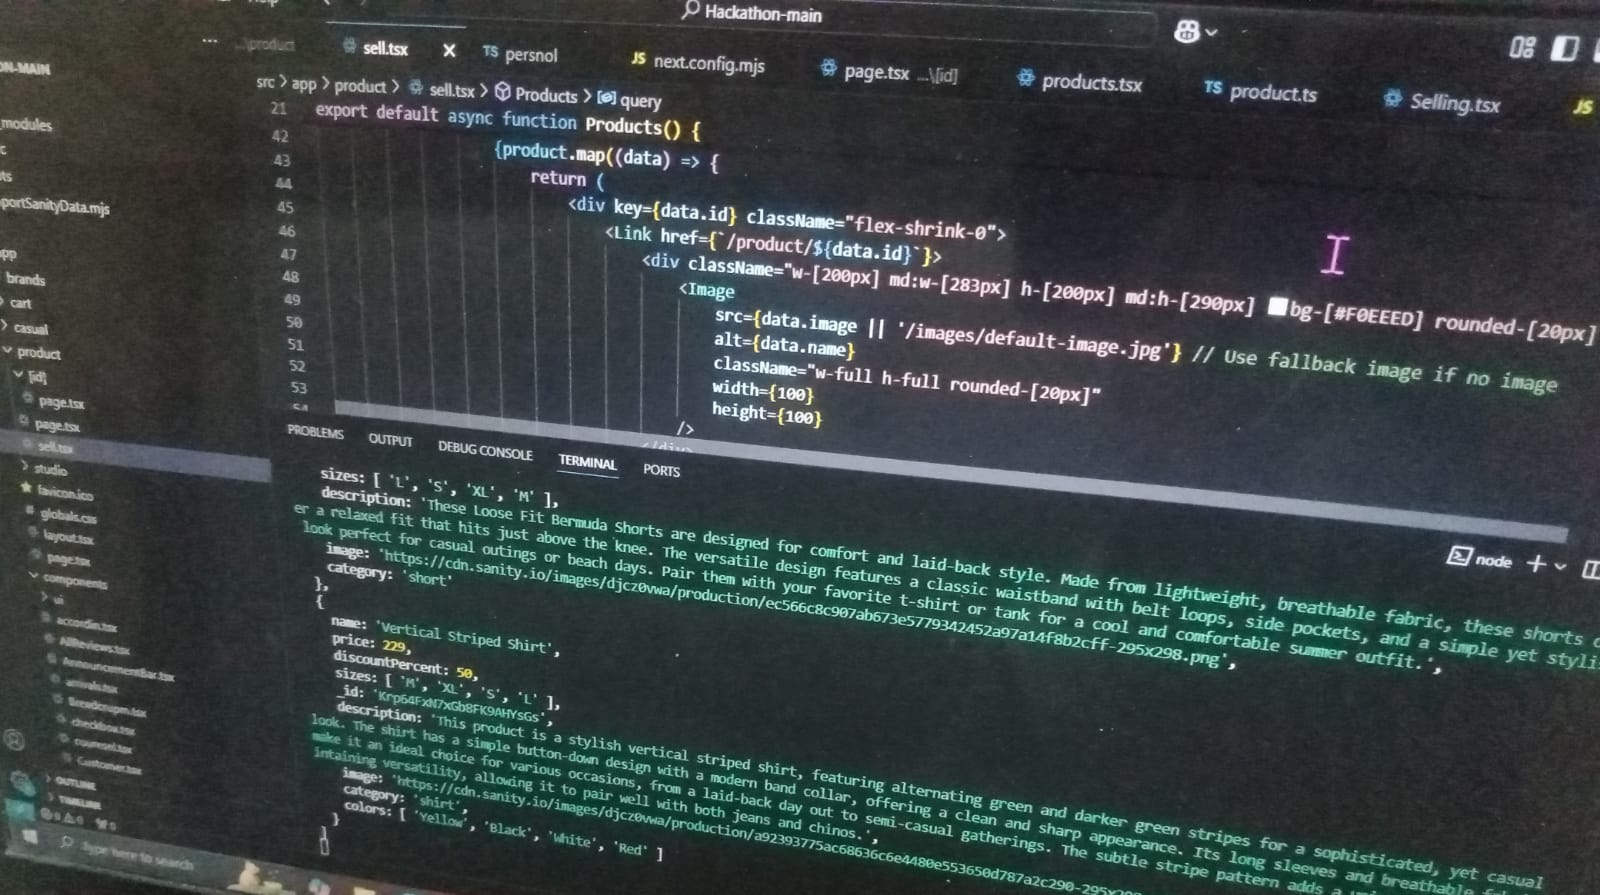 Hackathon-main
...\product
sell.tsx X
TS persnol
JS next.config.mjs
page.tsx ...\[id]
products.tsx
TS product.ts
Selling.tsx
JS
src > app > product > sell.tsx > Products > query
21 export default async function Products() {
42 {product.map((data) => {
43 return (
44 <div key={data.id} className="flex-shrink-0">
45 <Link href={`/product/${data.id}`}>
46 <div className="w-[200px] md:w-[283px] h-[200px] md:h-[290px] bg-[#F0EEED] rounded-[20px]
47 <Image
48 src={data.image || '/images/default-image.jpg'} // Use fallback image if no image
49 alt={data.name}
50 className="w-full h-full rounded-[20px]"
51 width={100}
52 height={100}
53 />
54 </div>
ON-MAIN
_modules
portSanityData.mjs
brands
cart
casual
product
[id]
page.tsx
page.tsx
sell.tsx
studio
favicon.ico
globals.css
layout.tsx
page.tsx
components
ui
accordin.tsx
AllReviews.tsx
AnnouncementBar.tsx
arrivals.tsx
checkbox.tsx
Customer.tsx
OUTLINE
TIMELINE
Type here to search
PROBLEMS OUTPUT DEBUG CONSOLE TERMINAL PORTS
node
sizes: [ 'L', 'S', 'XL', 'M' ],
description: 'These Loose Fit Bermuda Shorts are designed for comfort and laid-back style. Made from lightweight, breathable fabric, these shorts
er a relaxed fit that hits just above the knee. The versatile design features a classic waistband with belt loops, side pockets, and a simple yet
look perfect for casual outings or beach days. Pair them with your favorite t-shirt or tank for a cool and comfortable summer outfit.',
image: 'https://cdn.sanity.io/images/djcz0vwa/production/ec566c8c907ab673e5779342452a97a14f8b2cff-295x298.png',
category: 'short'
},
{
name: 'Vertical Striped Shirt',
price: 229,
discountPercent: 50,
sizes: [ 'M', 'XL', 'S', 'L' ],
_id: 'Krp64FxN7xGb8FK9AHYsGs',
description: 'This product is a stylish vertical striped shirt, featuring alternating green and darker green stripes for a sophisticated, yet casual
look. The shirt has a simple button-down design with a modern band collar, offering a clean and sharp appearance. Its long sleeves and breathable
make it an ideal choice for various occasions, from a laid-back day out to semi-casual gatherings. The subtle stripe pattern adds a
intaining versatility, allowing it to pair well with both jeans and chinos.',
image: 'https://cdn.sanity.io/images/djcz0vwa/production/a92393775ac68636c6e4480e553650d787a2c290-295x
category: 'shirt',
colors: [ 'Yellow', 'Black', 'White', 'Red' ]
}
]